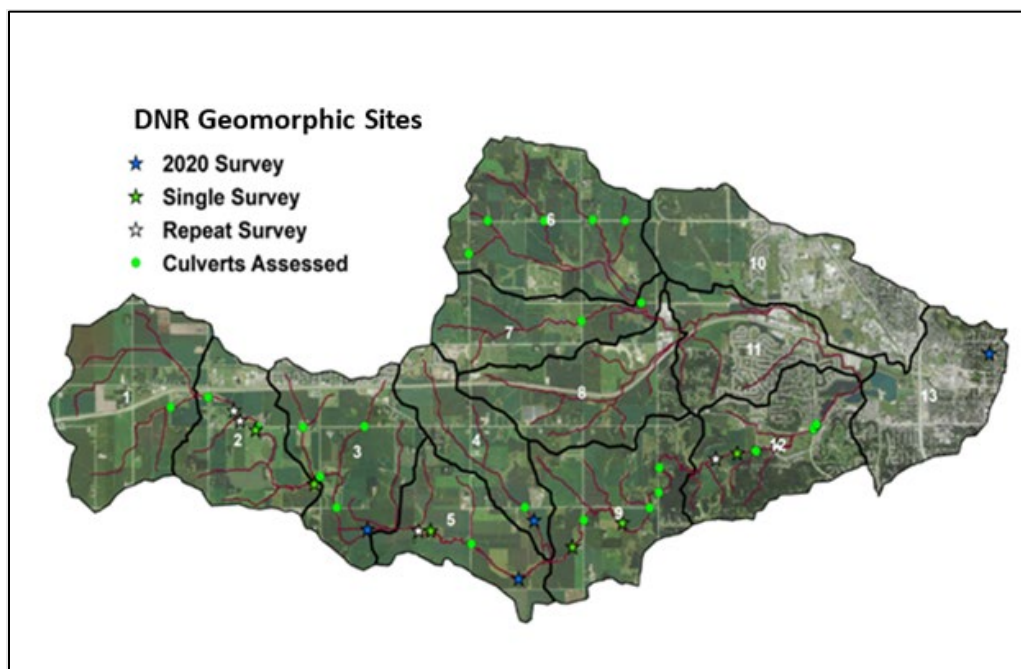 DNR Geomorphic Sites
2020 Survey
Single Survey
Repeat Survey
Culverts Assessed
6
10
7
11
1
8
13
2
3
4
12
5
9